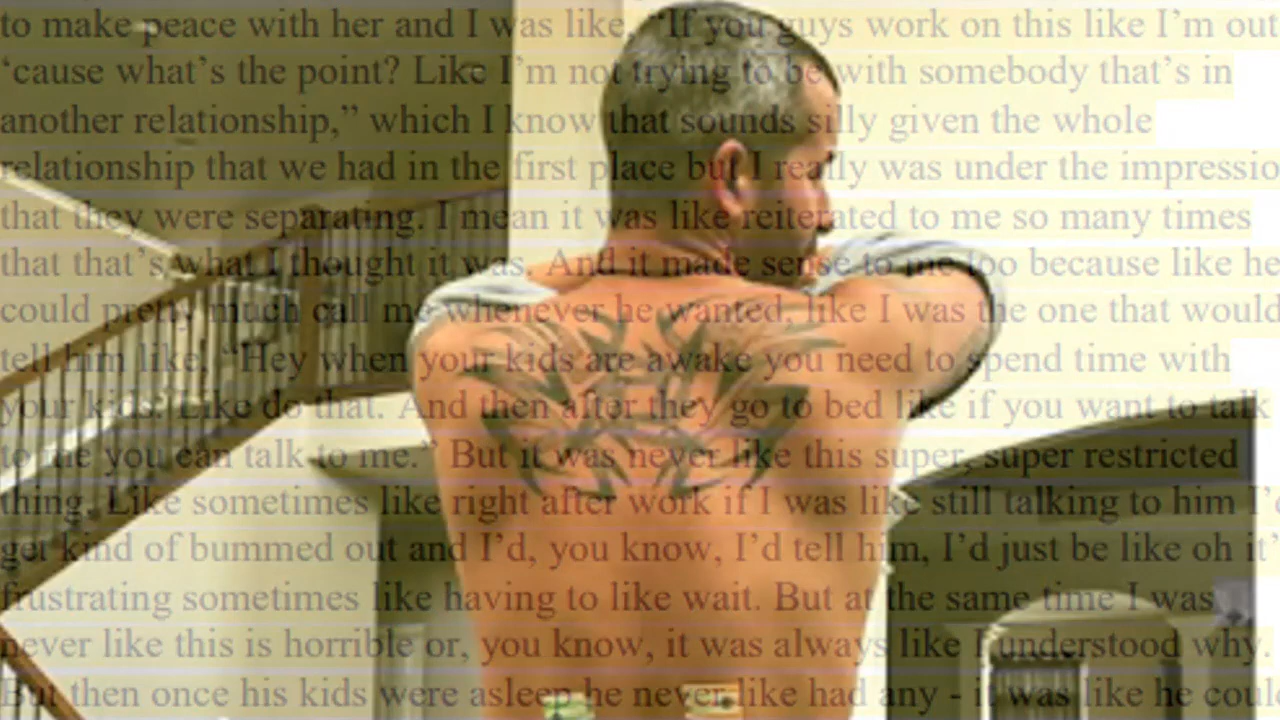 to make peace with her and I was like, “If you guys work on this like I’m out
‘cause what’s the point? Like I’m not trying to be with somebody that’s in
another relationship,” which I know that sounds silly given the whole
relationship that we had in the first place but I really was under the impressio
that they were separating. I mean it was like reiterated to me so many times
that that’s what I thought it was. And it made sense to me too because like he
could pretty much call me whenever he wanted, like I was the one that would
tell him like, “Hey when your kids are awake you need to spend time with
your kids. Like do that. And then after they go to bed like if you want to talk
to me you can talk to me.” But it was never like this super, super restricted
thing. Like sometimes like right after work if I was like still talking to him I’d
get kind of bummed out and I’d, you know, I’d tell him, I’d just be like oh it’
frustrating sometimes like having to like wait. But at the same time I was
never like this is horrible or, you know, it was always like I understood why.
But then once his kids were asleep he never like had any - it was like he coul